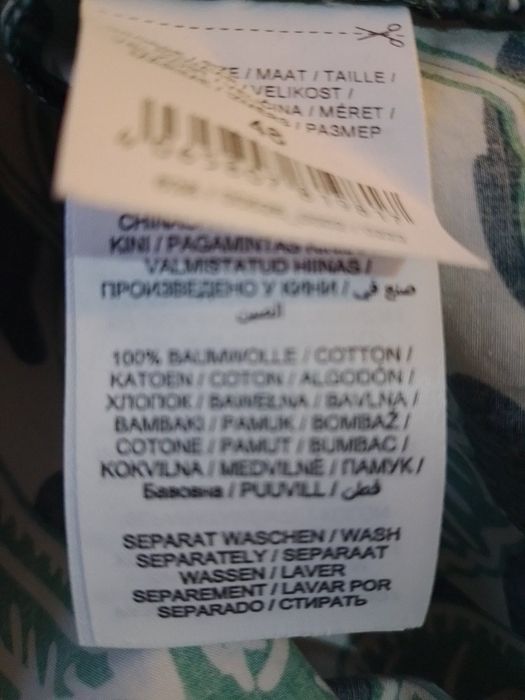 / MAAT / TAILLE /
VELIKOST /
/ MÉRET /
/ РАЗМЕР
48
KINI / PAGAMINTAS
VALMISTATUD HIINAS /
ПРОИЗВЕДЕНО У КИНИ / صنع في
الصين
100% BAUMWOLLE / COTTON /
KATOEN / COTON / ALGODÓN /
ХЛОПОК / BAWEŁNA / BAVLNA /
BAMBAKI / PAMUK / BOMBAŽ /
COTONE / PAMUT / BUMBAC /
KOKVILNA / MEDVILNĖ / ПАМУК /
Бавовна / PUUVILL / قطن
SEPARAT WASCHEN / WASH
SEPARATELY / SEPARAAT
WASSEN / LAVER
SEPAREMENT / LAVAR POR
SEPARADO / СТИРАТЬ